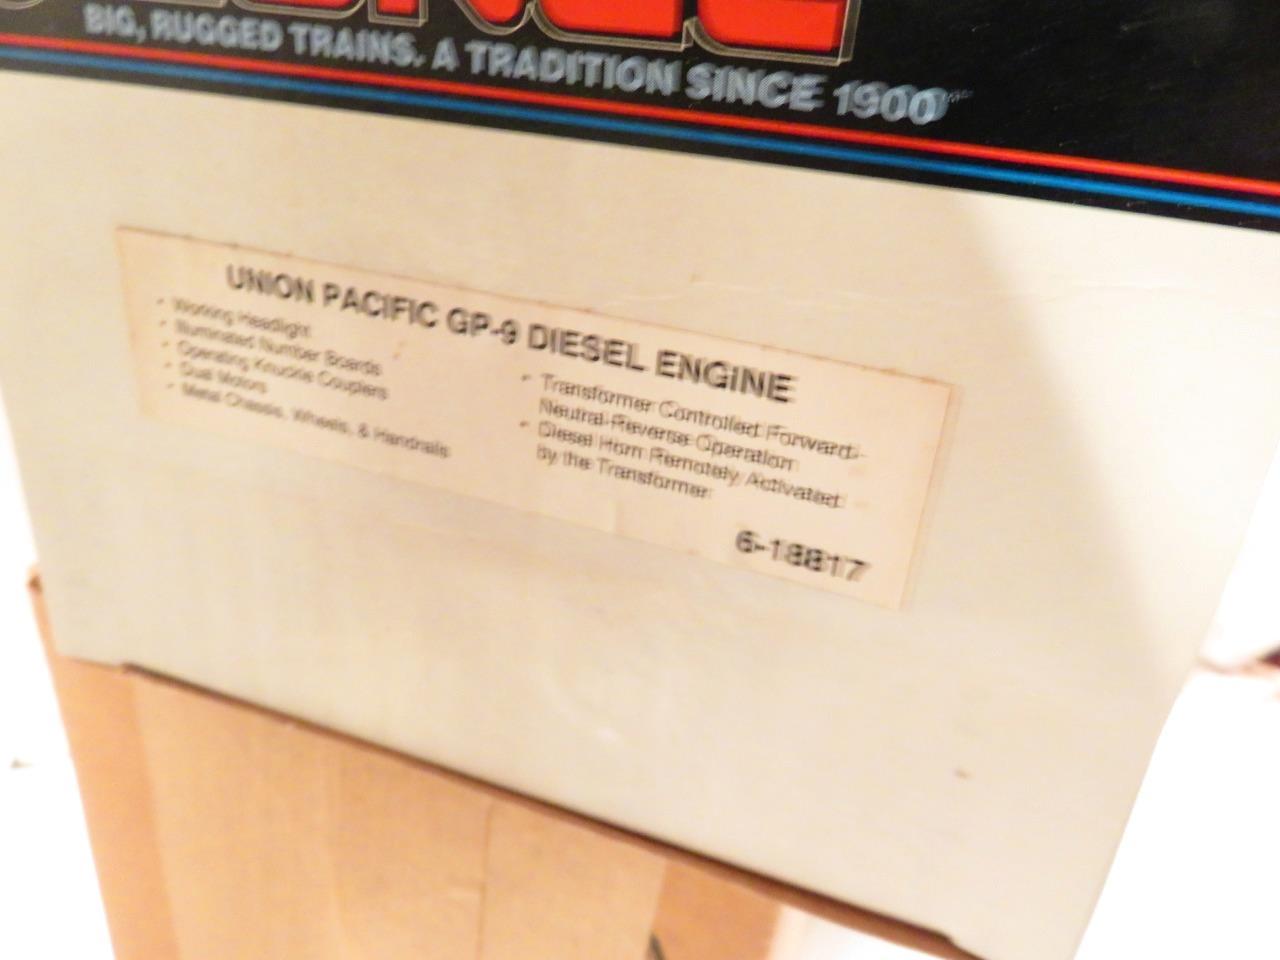 BIG, RUGGED TRAINS. A TRADITION SINCE 1900
UNION PACIFIC GP-9 DIESEL ENGINE
• Working Headlight
• Illuminated Number Boards
• Operating Knuckle Couplers
• Dual Motors
• Metal Chassis, Wheels, & Handrails
• Transformer Controlled Forward-
Neutral-Reverse Operation
• Diesel Horn Remotely Activated
by the Transformer
6-18817